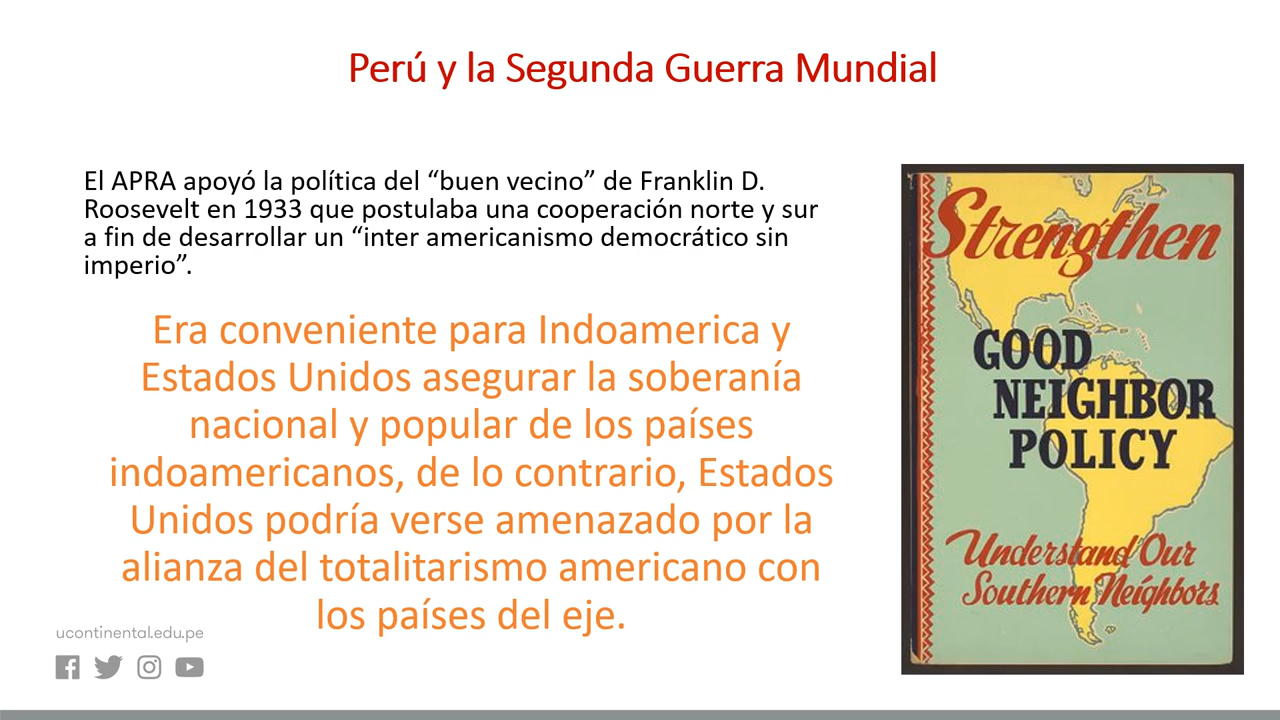 Perú y la Segunda Guerra Mundial
El APRA apoyó la política del “buen vecino” de Franklin D.
Roosevelt en 1933 que postulaba una cooperación norte y sur
a fin de desarrollar un “inter americanismo democrático sin
imperio”.
Era conveniente para Indoamerica y
Estados Unidos asegurar la soberanía
nacional y popular de los países
indoamericanos, de lo contrario, Estados
Unidos podría verse amenazado por la
alianza del totalitarismo americano con
los países del eje.
Strengthen
GOOD
NEIGHBOR
POLICY
Understand Our
Southern Neighbors
ucontinental.edu.pe